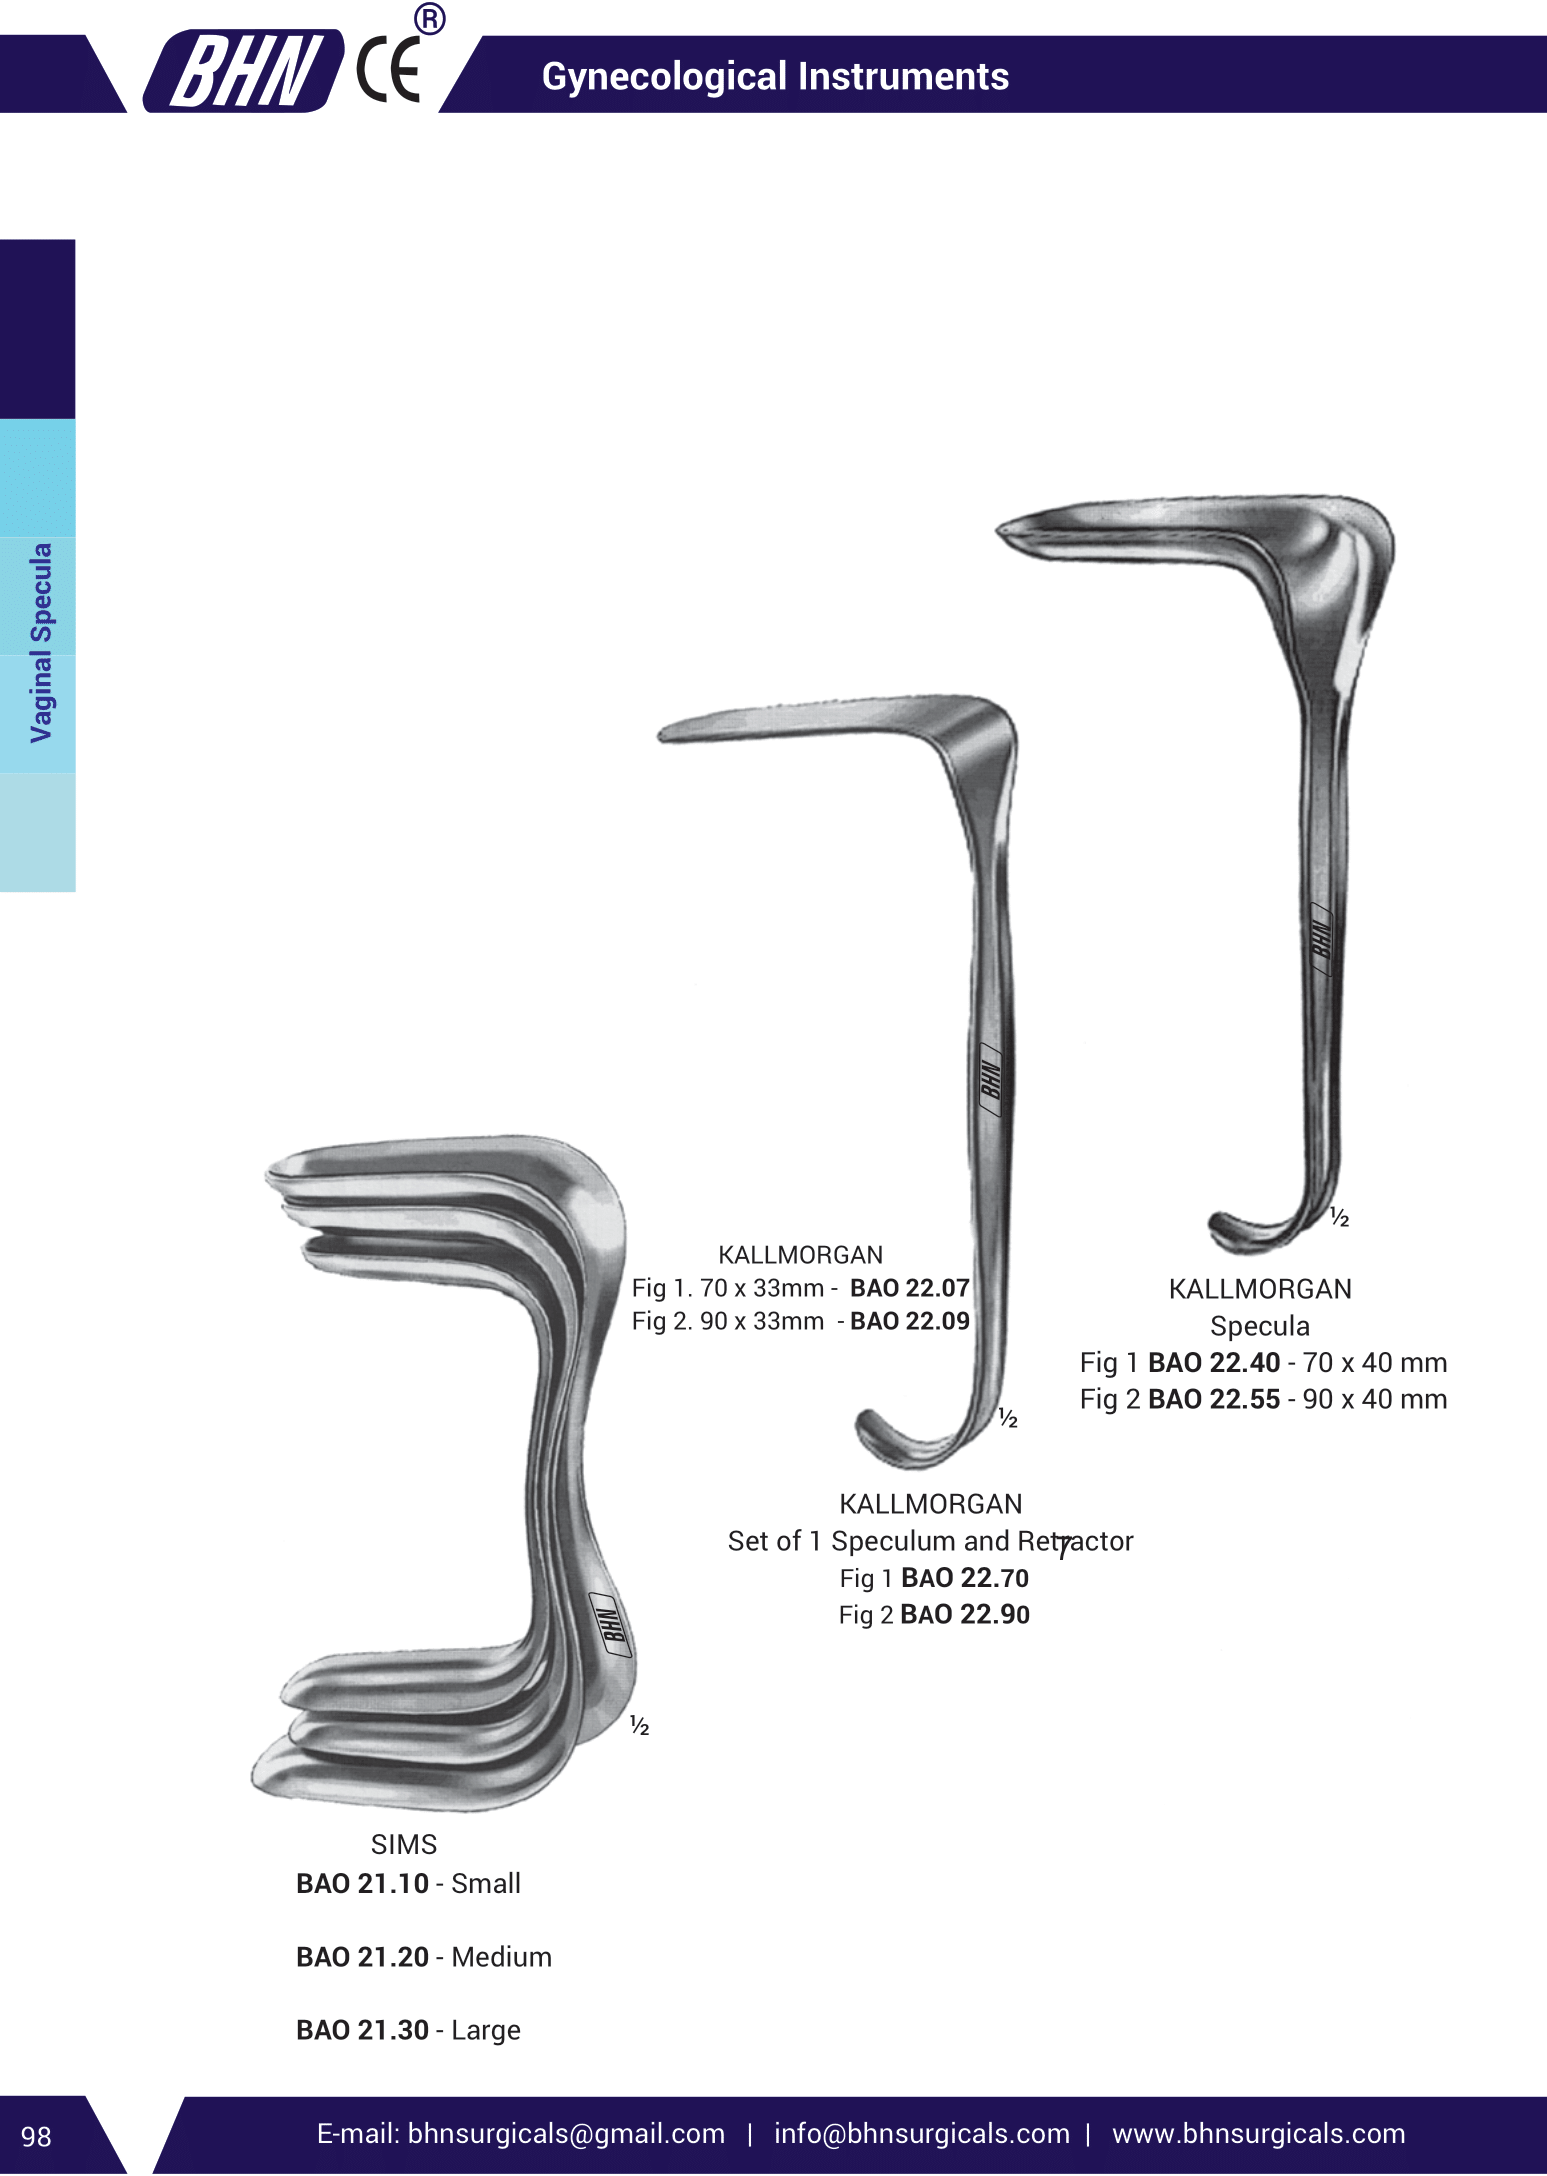 BHN CE ®
Gynecological Instruments
Vaginal Specula
BHN
BHN
½
KALLMORGAN
Fig 1. 70 x 33mm - BAO 22.07
Fig 2. 90 x 33mm - BAO 22.09
KALLMORGAN
Specula
Fig 1 BAO 22.40 - 70 x 40 mm
Fig 2 BAO 22.55 - 90 x 40 mm
½
KALLMORGAN
Set of 1 Speculum and Retractor
7
Fig 1 BAO 22.70
Fig 2 BAO 22.90
BHN
½
SIMS
BAO 21.10 - Small
BAO 21.20 - Medium
BAO 21.30 - Large
98
E-mail: bhnsurgicals@gmail.com | info@bhnsurgicals.com | www.bhnsurgicals.com